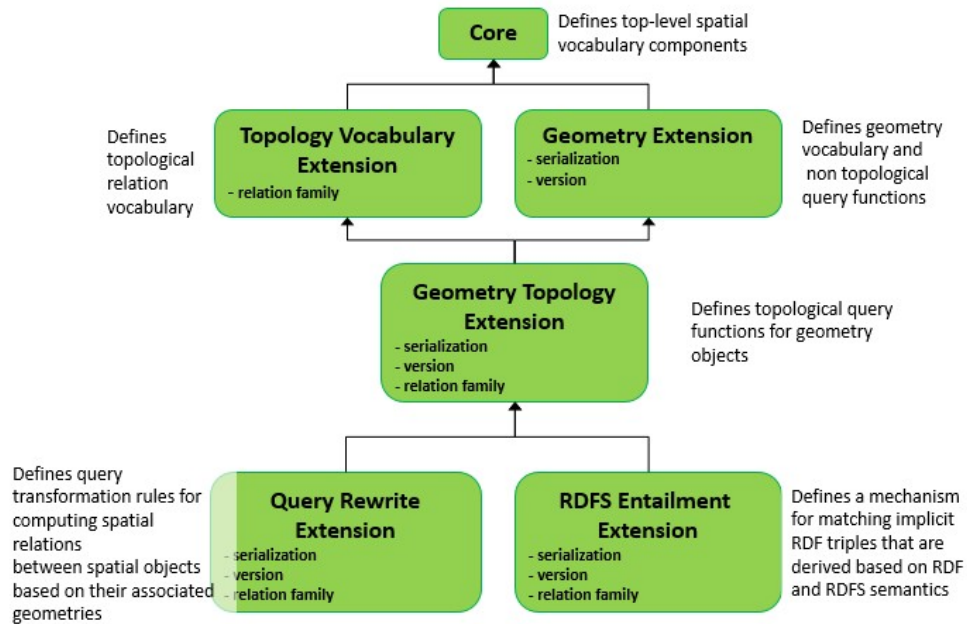 Core
Defines top-level spatial
vocabulary components
Defines
topological
relation
vocabulary
Topology Vocabulary
Extension
- relation family
Geometry Extension
- serialization
- version
Defines geometry
vocabulary and
non topological
query functions
Geometry Topology
Extension
- serialization
- version
- relation family
Defines topological query
functions for geometry
objects
Defines query
transformation rules for
computing spatial
relations
between spatial objects
based on their associated
geometries
Query Rewrite
Extension
- serialization
- version
- relation family
RDFS Entailment
Extension
- serialization
- version
- relation family
Defines a mechanism
for matching implicit
RDF triples that are
derived based on RDF
and RDFS semantics